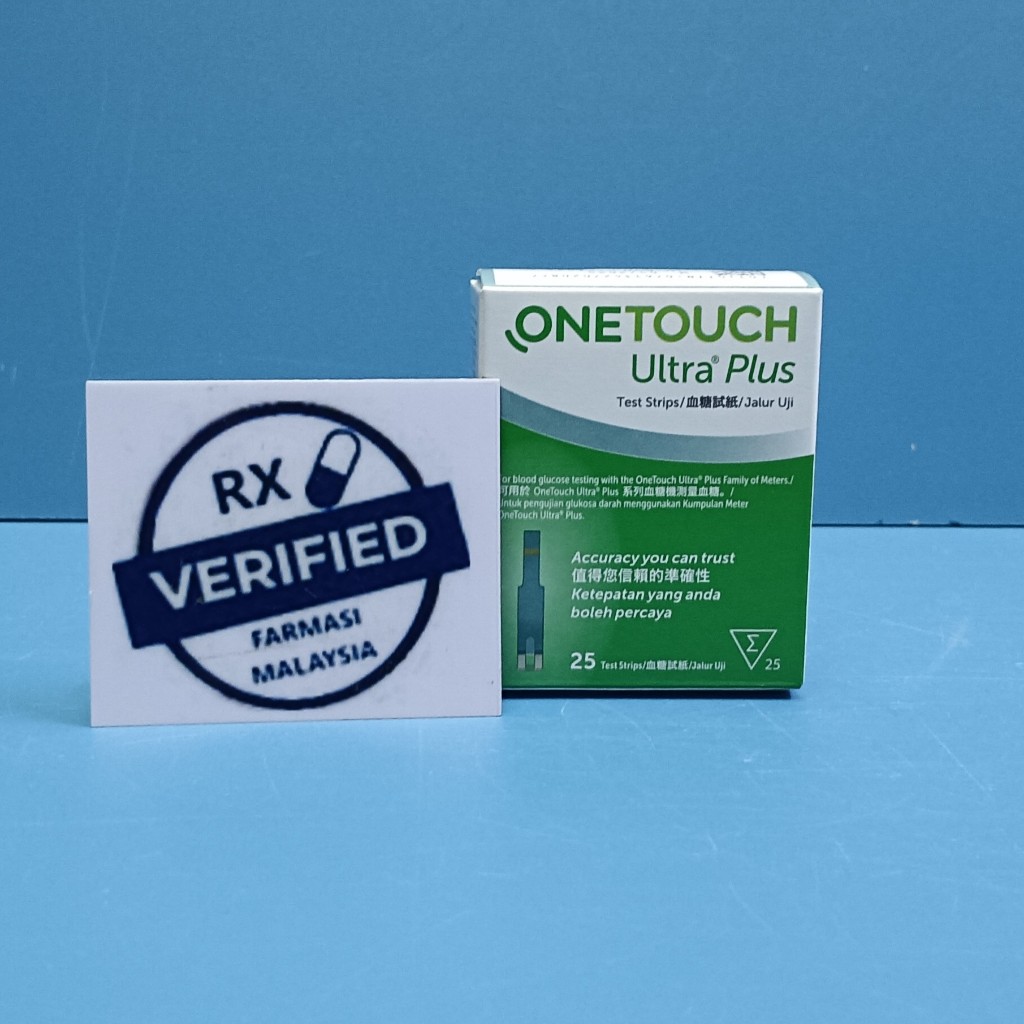 RX
VERIFIED
FARMASI
MALAYSIA
ONETOUCH
Ultra® Plus
Test Strips/血糖試紙/Jalur Uji
or blood glucose testing with the OneTouch Ultra® Plus Family of Meters./
可用於 OneTouch Ultra® Plus 系列血糖機測量血糖。/
ntuk pengujian glukosa darah menggunakan Kumpulan Meter
OneTouch Ultra® Plus.
Accuracy you can trust
值得您信賴的準確性
Ketepatan yang anda
boleh percaya
25 Test Strips/血糖試紙/Jalur Uji
Σ 25